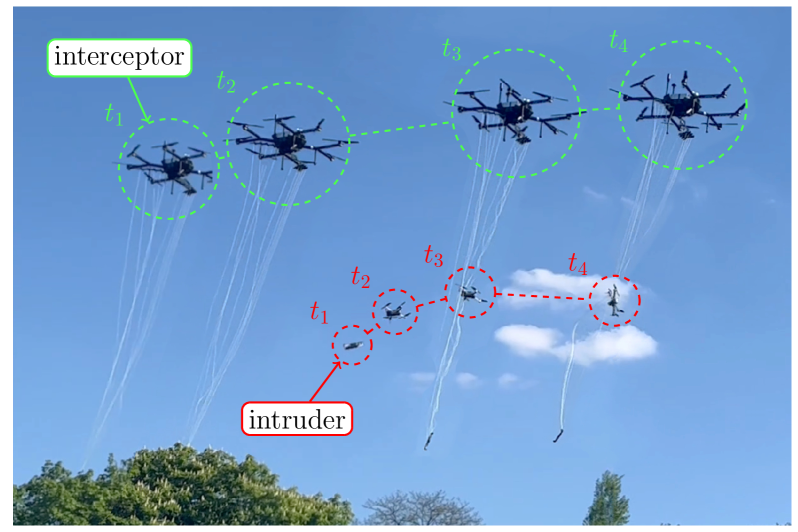 interceptor
t1
t2
t3
t4
t1
t2
t3
t4
intruder